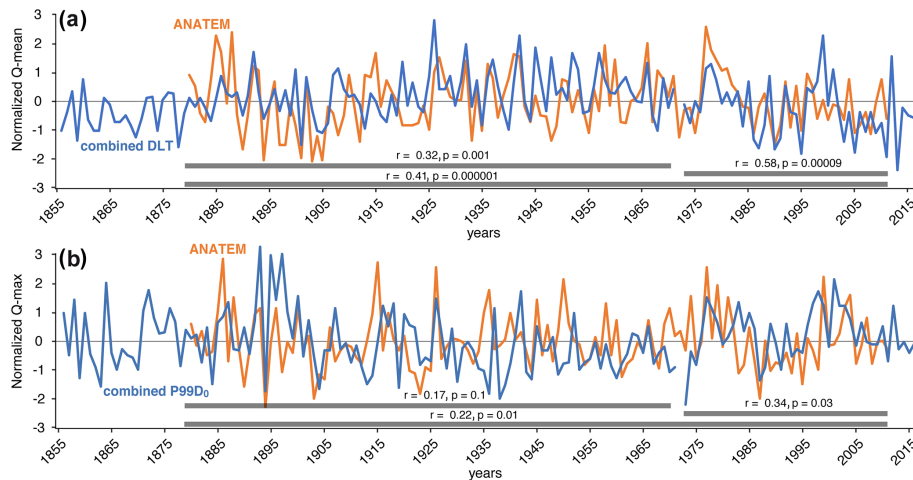 (a)
ANATEM
Normalized Q-mean
3
2
1
0
-1
-2
-3
combined DLT
r = 0.32, p = 0.001
r = 0.41, p = 0.000001
r = 0.58, p = 0.00009
1855 1865 1875 1885 1895 1905 1915 1925 1935 1945 1955 1965 1975 1985 1995 2005 2015
years
(b)
ANATEM
Normalized Q-max
3
2
1
0
-1
-2
-3
combined P99D₀
r = 0.17, p = 0.1
r = 0.22, p = 0.01
r = 0.34, p = 0.03
1855 1865 1875 1885 1895 1905 1915 1925 1935 1945 1955 1965 1975 1985 1995 2005 2015
years